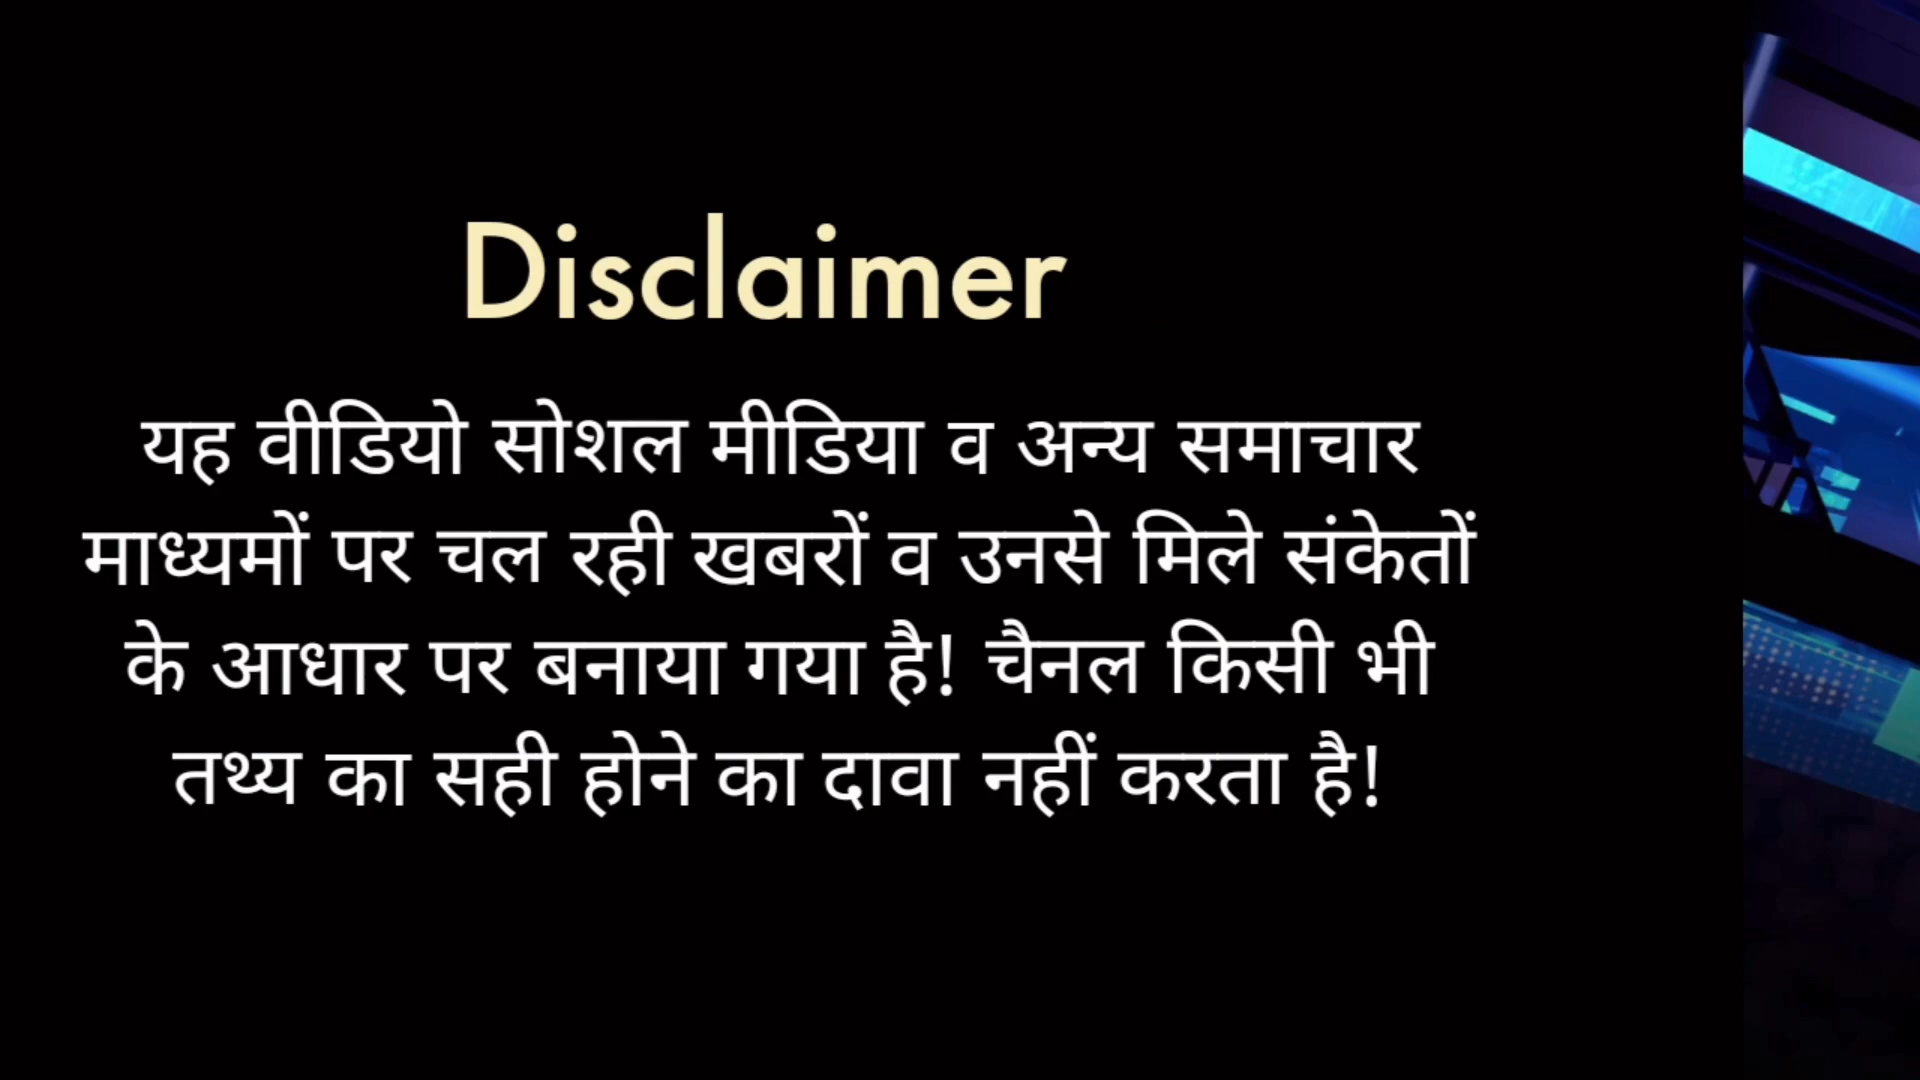 Disclaimer
यह वीडियो सोशल मीडिया व अन्य समाचार
माध्यमों पर चल रही खबरों व उनसे मिले संकेतों
के आधार पर बनाया गया है! चैनल किसी भी
तथ्य का सही होने का दावा नहीं करता है!